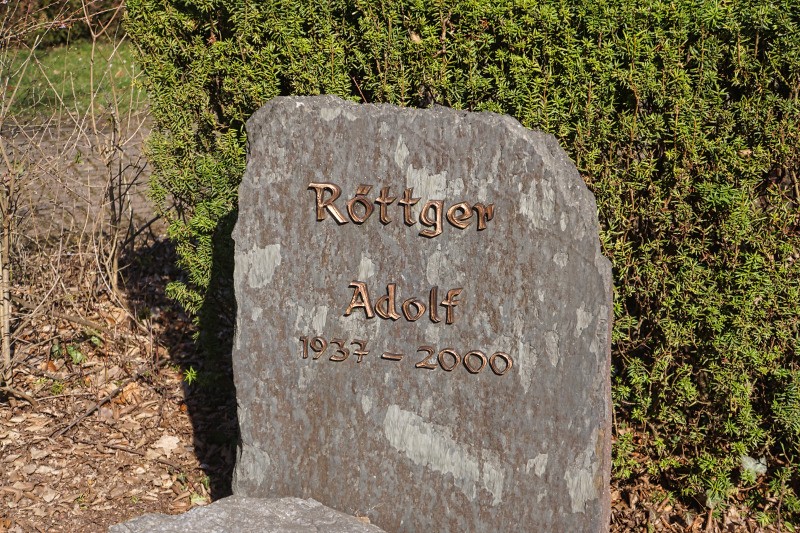 Röttger
Adolf
1937 – 2000